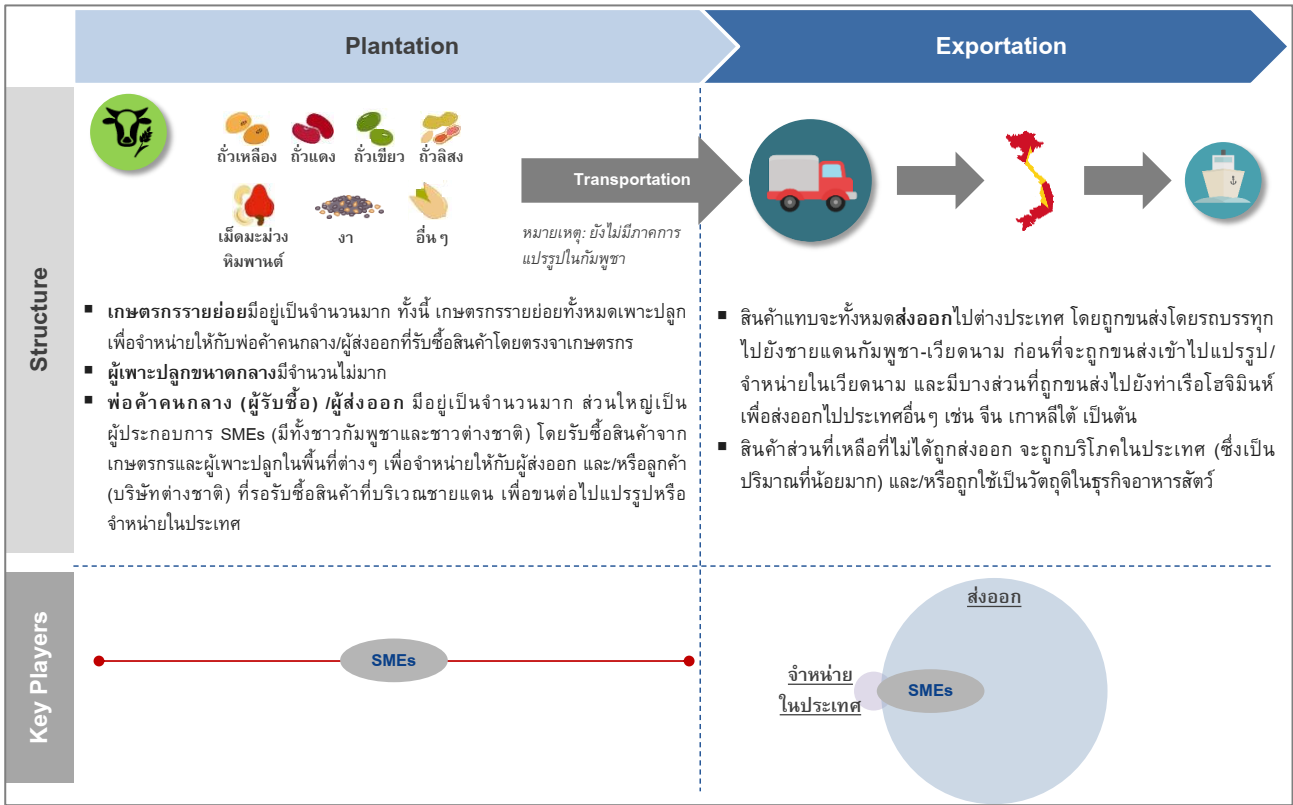 Plantation
Exportation
Structure
ถั่วเหลือง ถั่วแดง ถั่วเขียว ถั่วลิสง
เม็ดมะม่วง
หิมพานต์
งา
อื่น ๆ
Transportation
หมายเหตุ: ยังไม่มีภาคการ
แปรรูปในกัมพูชา
▪ เกษตรกรรายย่อยมีอยู่เป็นจำนวนมาก ทั้งนี้ เกษตรกรรายย่อยทั้งหมดเพาะปลูก
เพื่อจำหน่ายให้กับพ่อค้าคนกลาง/ผู้ส่งออกที่รับซื้อสินค้าโดยตรงจาเกษตรกร
▪ ผู้เพาะปลูกขนาดกลางมีจำนวนไม่มาก
▪ พ่อค้าคนกลาง (ผู้รับซื้อ) /ผู้ส่งออก มีอยู่เป็นจำนวนมาก ส่วนใหญ่เป็น
ผู้ประกอบการ SMEs (มีทั้งชาวกัมพูชาและชาวต่างชาติ) โดยรับซื้อสินค้าจาก
เกษตรกรและผู้เพาะปลูกในพื้นที่ต่างๆ เพื่อจำหน่ายให้กับผู้ส่งออก และ/หรือลูกค้า
(บริษัทต่างชาติ) ที่รอรับซื้อสินค้าที่บริเวณชายแดน เพื่อขนต่อไปแปรรูปหรือ
จำหน่ายในประเทศ
▪ สินค้าแทบจะทั้งหมดส่งออกไปต่างประเทศ โดยถูกขนส่งโดยรถบรรทุก
ไปยังชายแดนกัมพูชา-เวียดนาม ก่อนที่จะถูกขนส่งเข้าไปแปรรูป/
จำหน่ายในเวียดนาม และมีบางส่วนที่ถูกขนส่งไปยังท่าเรือโฮจิมินห์
เพื่อส่งออกไปประเทศอื่นๆ เช่น จีน เกาหลีใต้ เป็นต้น
▪ สินค้าส่วนที่เหลือที่ไม่ได้ถูกส่งออก จะถูกบริโภคในประเทศ (ซึ่งเป็น
ปริมาณที่น้อยมาก) และ/หรือถูกใช้เป็นวัตถุดิบในธุรกิจอาหารสัตว์
Key Players
SMEs
ส่งออก
จำหน่าย
ในประเทศ
SMEs